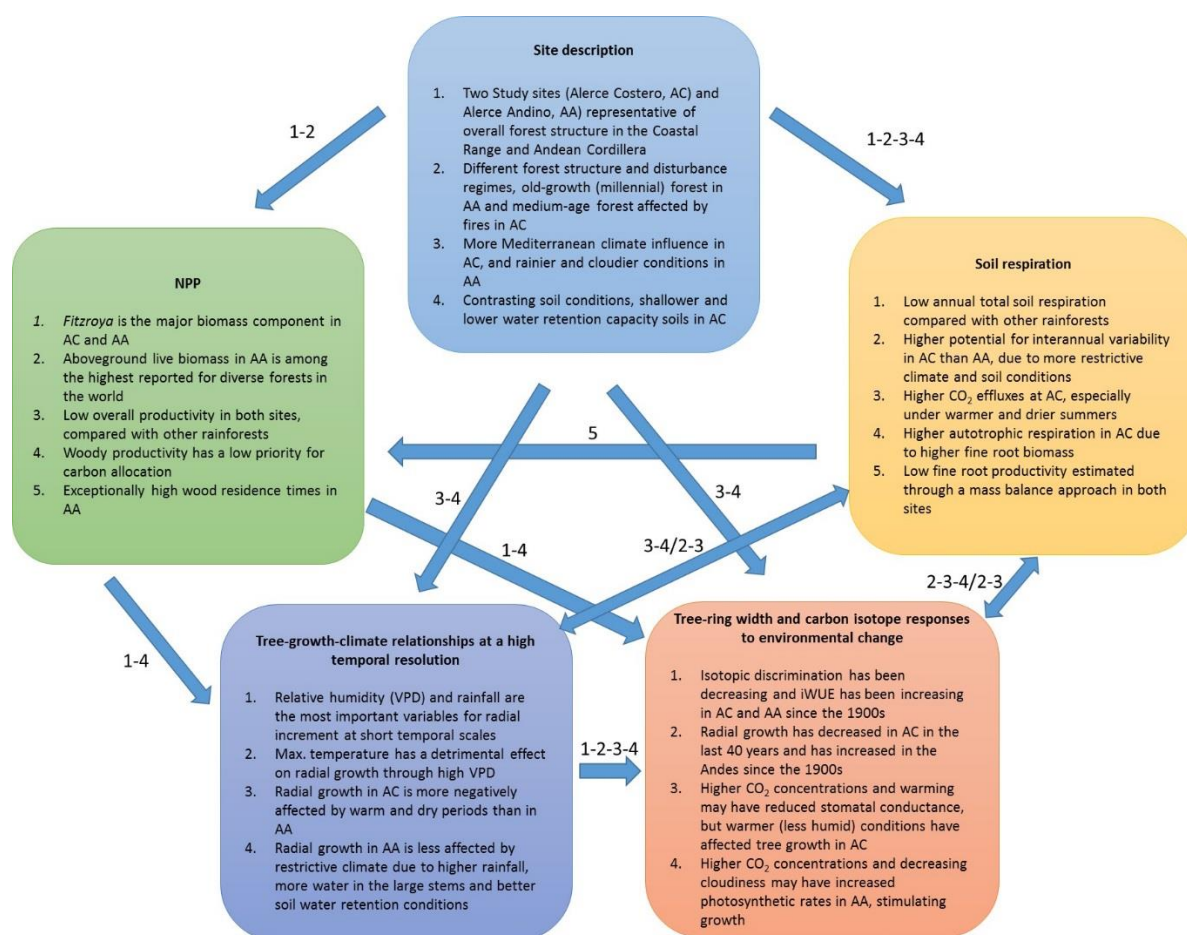 Site description
1. Two Study sites (Alerce Costero, AC) and
Alerce Andino, AA) representative of
overall forest structure in the Coastal
Range and Andean Cordillera
2. Different forest structure and disturbance
regimes, old-growth (millennial) forest in
AA and medium-age forest affected by
fires in AC
3. More Mediterranean climate influence in
AC, and rainier and cloudier conditions in
AA
4. Contrasting soil conditions, shallower and
lower water retention capacity soils in AC
1-2
1-2-3-4
NPP
1. Fitzroya is the major biomass component in
AC and AA
2. Aboveground live biomass in AA is among
the highest reported for diverse forests in
the world
3. Low overall productivity in both sites,
compared with other rainforests
4. Woody productivity has a low priority for
carbon allocation
5. Exceptionally high wood residence times in
AA
Soil respiration
1. Low annual total soil respiration
compared with other rainforests
2. Higher potential for interannual variability
in AC than AA, due to more restrictive
climate and soil conditions
3. Higher CO₂ effluxes at AC, especially
under warmer and drier summers
4. Higher autotrophic respiration in AC due
to higher fine root biomass
5. Low fine root productivity estimated
through a mass balance approach in both
sites
5
3-4
3-4
1-4
3-4/2-3
2-3-4/2-3
1-4
Tree-growth-climate relationships at a high
temporal resolution
1. Relative humidity (VPD) and rainfall are
the most important variables for radial
increment at short temporal scales
2. Max. temperature has a detrimental effect
on radial growth through high VPD
3. Radial growth in AC is more negatively
affected by warm and dry periods than in
AA
4. Radial growth in AA is less affected by
restrictive climate due to higher rainfall,
more water in the large stems and better
soil water retention conditions
1-2-3-4
Tree-ring width and carbon isotope responses
to environmental change
1. Isotopic discrimination has been
decreasing and iWUE has been increasing
in AC and AA since the 1900s
2. Radial growth has decreased in AC in the
last 40 years and has increased in the
Andes since the 1900s
3. Higher CO₂ concentrations and warming
may have reduced stomatal conductance,
but warmer (less humid) conditions have
affected tree growth in AC
4. Higher CO₂ concentrations and decreasing
cloudiness may have increased
photosynthetic rates in AA, stimulating
growth